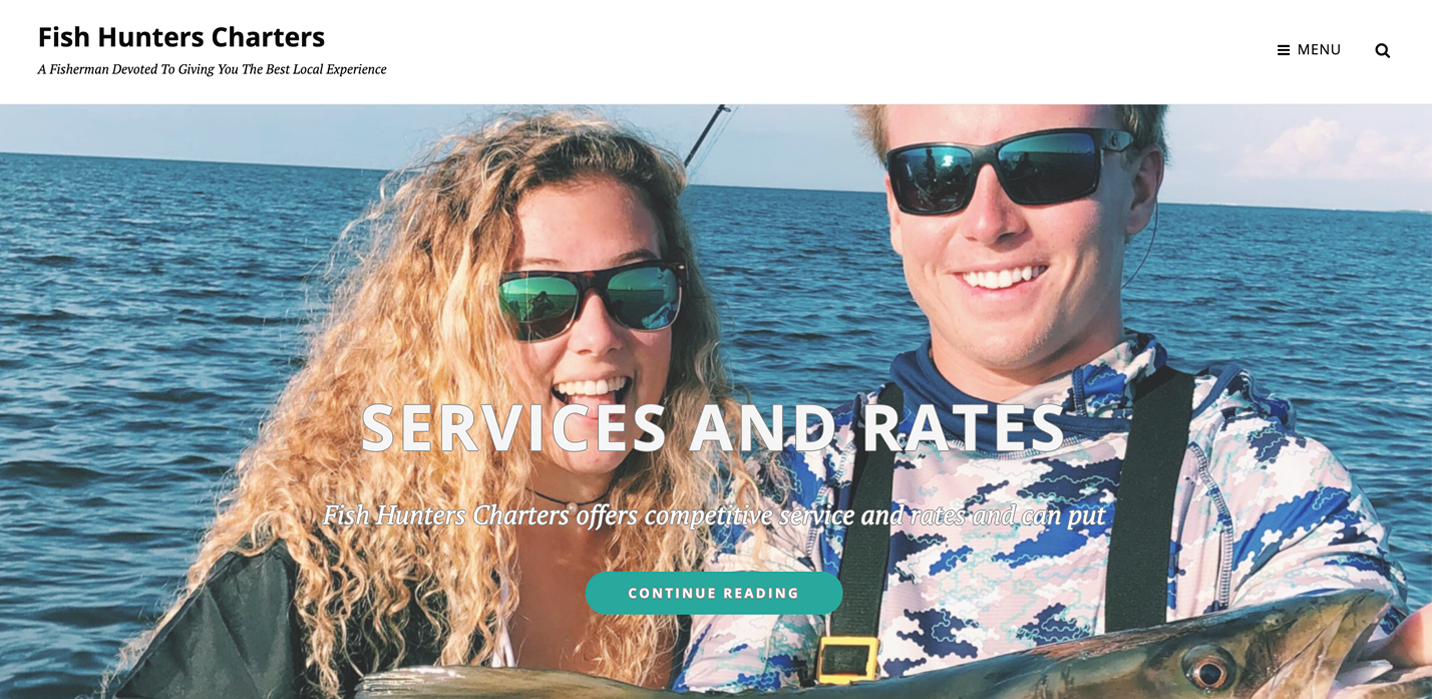 Fish Hunters Charters
A Fisherman Devoted To Giving You The Best Local Experience
MENU
SERVICES AND RATES
Fish Hunters Charters offers competitive service and rates and can put
CONTINUE READING